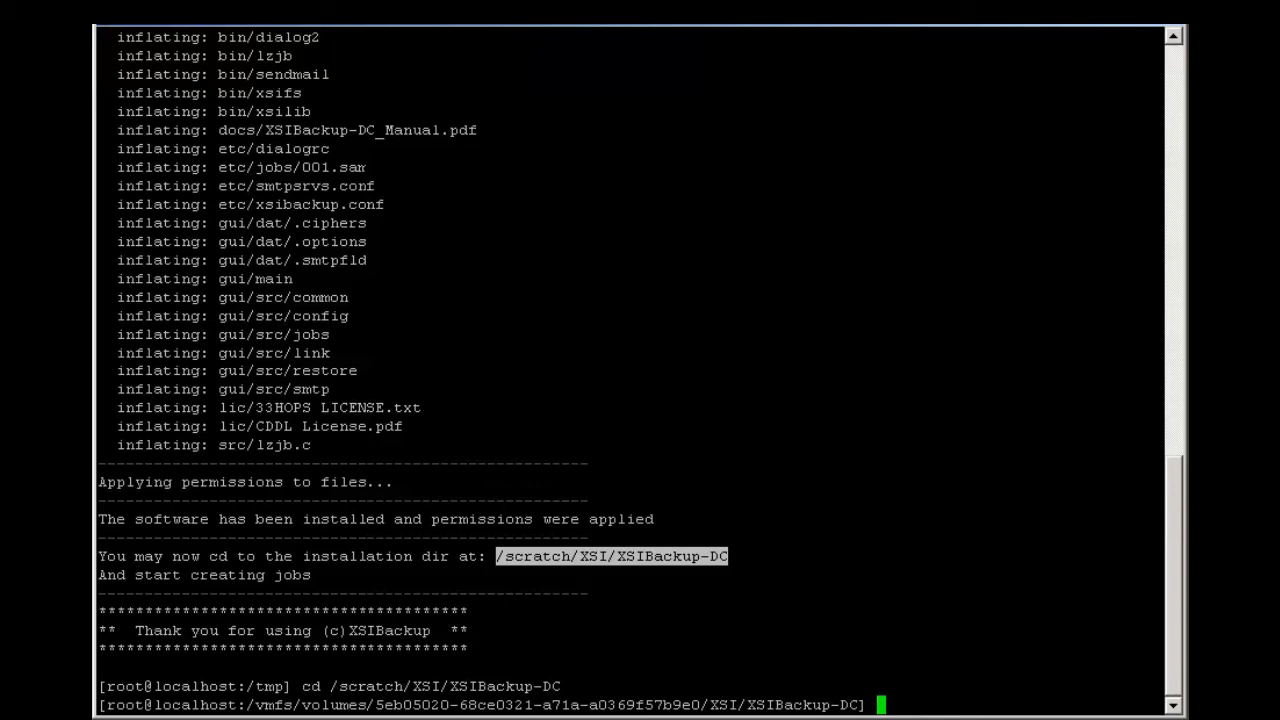 inflating: bin/dialog2
inflating: bin/lzjb
inflating: bin/sendmail
inflating: bin/xsifs
inflating: bin/xsilib
inflating: docs/XSIBackup-DC_Manual.pdf
inflating: etc/dialogrc
inflating: etc/jobs/001.sam
inflating: etc/smtpsrvs.conf
inflating: etc/xsibackup.conf
inflating: gui/dat/.ciphers
inflating: gui/dat/.options
inflating: gui/dat/.smtpfld
inflating: gui/main
inflating: gui/src/common
inflating: gui/src/config
inflating: gui/src/jobs
inflating: gui/src/link
inflating: gui/src/restore
inflating: gui/src/smtp
inflating: lic/33HOPS LICENSE.txt
inflating: lic/CDDL License.pdf
inflating: src/lzjb.c
-----------------------------------------------------
Applying permissions to files...
-----------------------------------------------------
The software has been installed and permissions were applied
-----------------------------------------------------
You may now cd to the installation dir at: /scratch/XSI/XSIBackup-DC
And start creating jobs
-----------------------------------------------------
****************************************
**  Thank you for using (c)XSIBackup  **
****************************************
[root@localhost:/tmp] cd /scratch/XSI/XSIBackup-DC
[root@localhost:/vmfs/volumes/5eb05020-68ce0321-a71a-a0369f57b9e0/XSI/XSIBackup-DC]